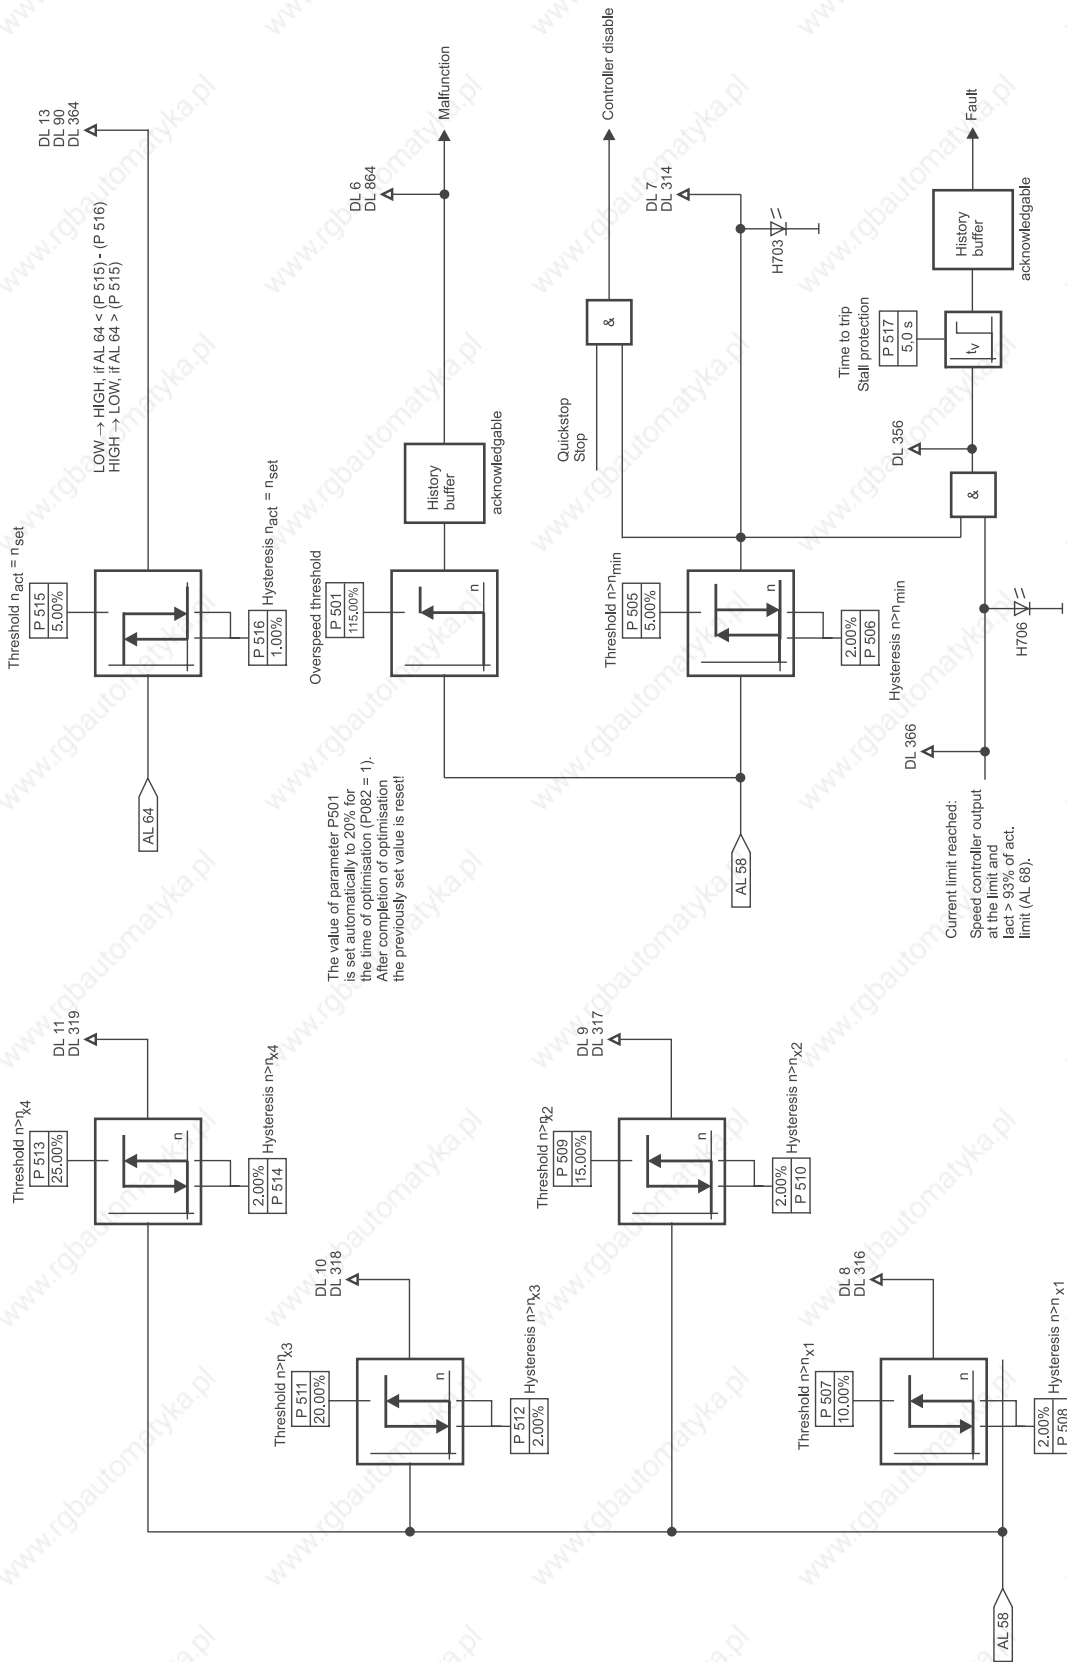 Threshold n>nx4
P 513
25.00%
DL 11
DL 319
2.00%
P 514
Hysteresis n>nx4
Threshold n>nx3
P 511
20.00%
DL 10
DL 318
n
n
P 512
2.00%
Hysteresis n>nx3
Threshold n>nx2
P 509
15.00%
DL 9
DL 317
n
2.00%
P 510
Hysteresis n>nx2
Threshold n>nx1
P 507
10.00%
DL 8
DL 316
n
2.00%
P 508
Hysteresis n>nx1
AL 58
Threshold nact = nset
P 515
5.00%
DL 13
DL 90
DL 364
LOW → HIGH, if AL 64 < (P 515) - (P 516)
HIGH → LOW, if AL 64 > (P 515)
AL 64
P 516
1.00%
Hysteresis nact = nset
Overspeed threshold
P 501
115.00%
n
The value of parameter P501
is set automatically to 20% for
the time of optimisation (P082 = 1).
After completion of optimisation
the previously set value is reset!
History
buffer
acknowledgable
DL 6
DL 864
Malfunction
AL 58
Threshold n>nmin
P 505
5.00%
n
2.00%
P 506
Hysteresis n>nmin
Quickstop
Stop
&
Controller disable
DL 7
DL 314
H703
DL 366
Current limit reached:
Speed controller output
at the limit and
Iact > 93% of act.
limit (AL 68).
H706
&
DL 356
Time to trip
Stall protection
P 517
5,0 s
tv
History
buffer
acknowledgable
Fault
www.rgbautomatyka.pl